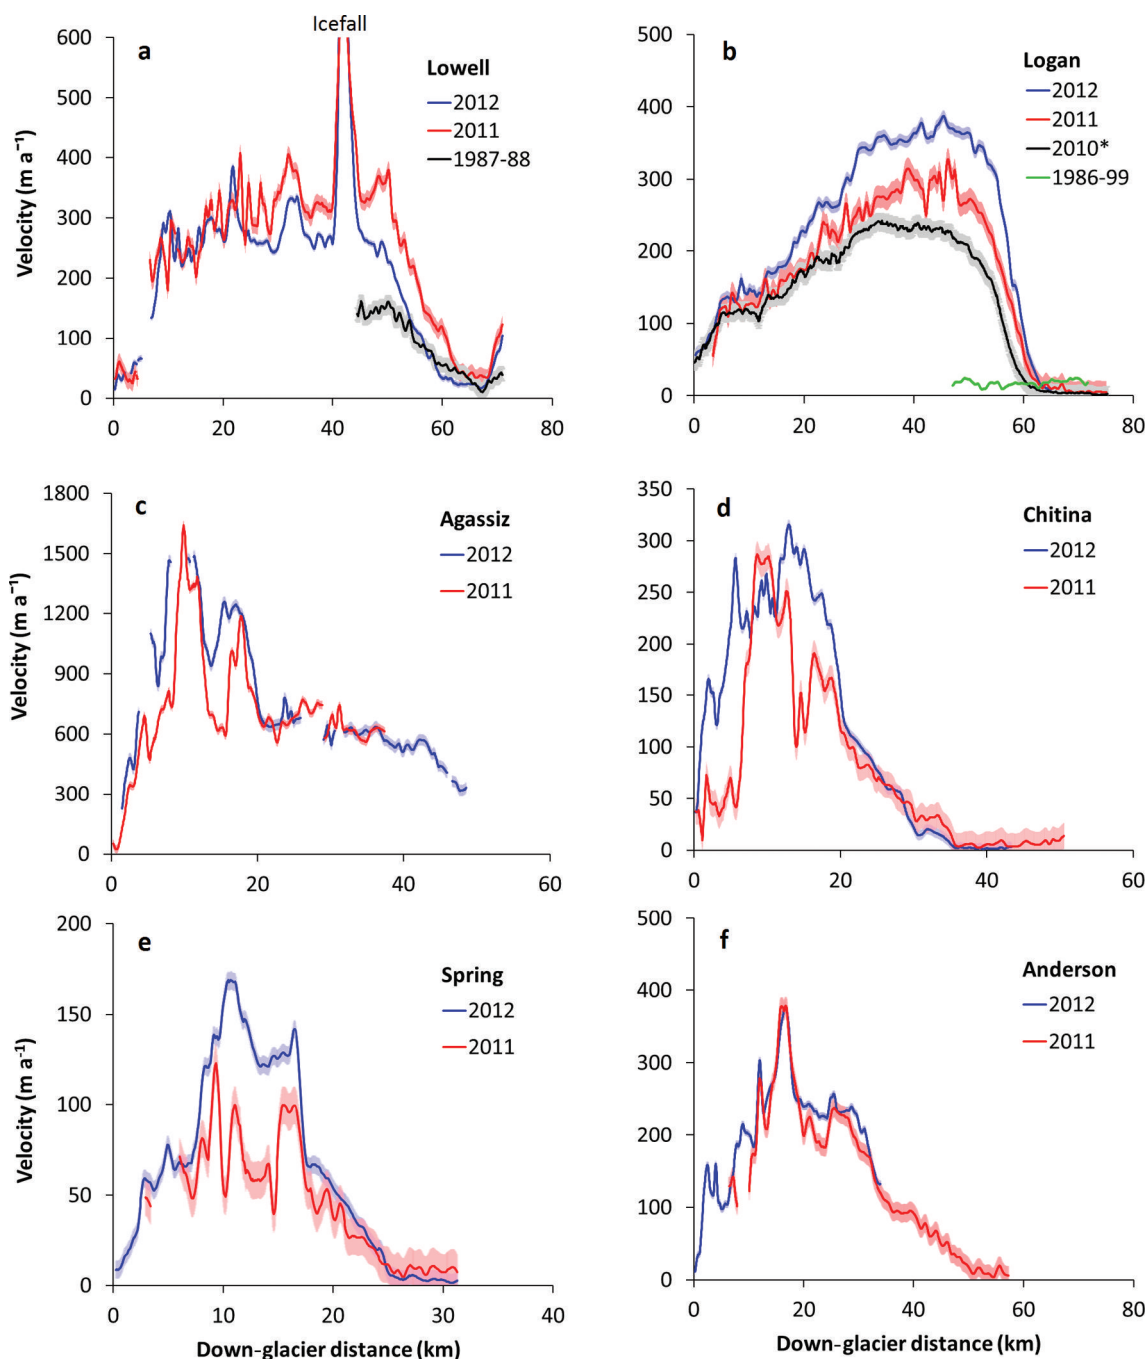 Icefall
a
Lowell
2012
2011
1987-88
Velocity (m a⁻¹)
600
500
400
300
200
100
0
0 20 40 60 80
b
Logan
2012
2011
2010*
1986-99
500
400
300
200
100
0
0 20 40 60 80
c
Agassiz
2012
2011
Velocity (m a⁻¹)
1800
1500
1200
900
600
300
0
0 20 40 60
d
Chitina
2012
2011
350
300
250
200
150
100
50
0
0 20 40 60
e
Spring
2012
2011
Velocity (m a⁻¹)
200
150
100
50
0
0 10 20 30 40
Down-glacier distance (km)
f
Anderson
2012
2011
500
400
300
200
100
0
0 20 40 60 80
Down-glacier distance (km)